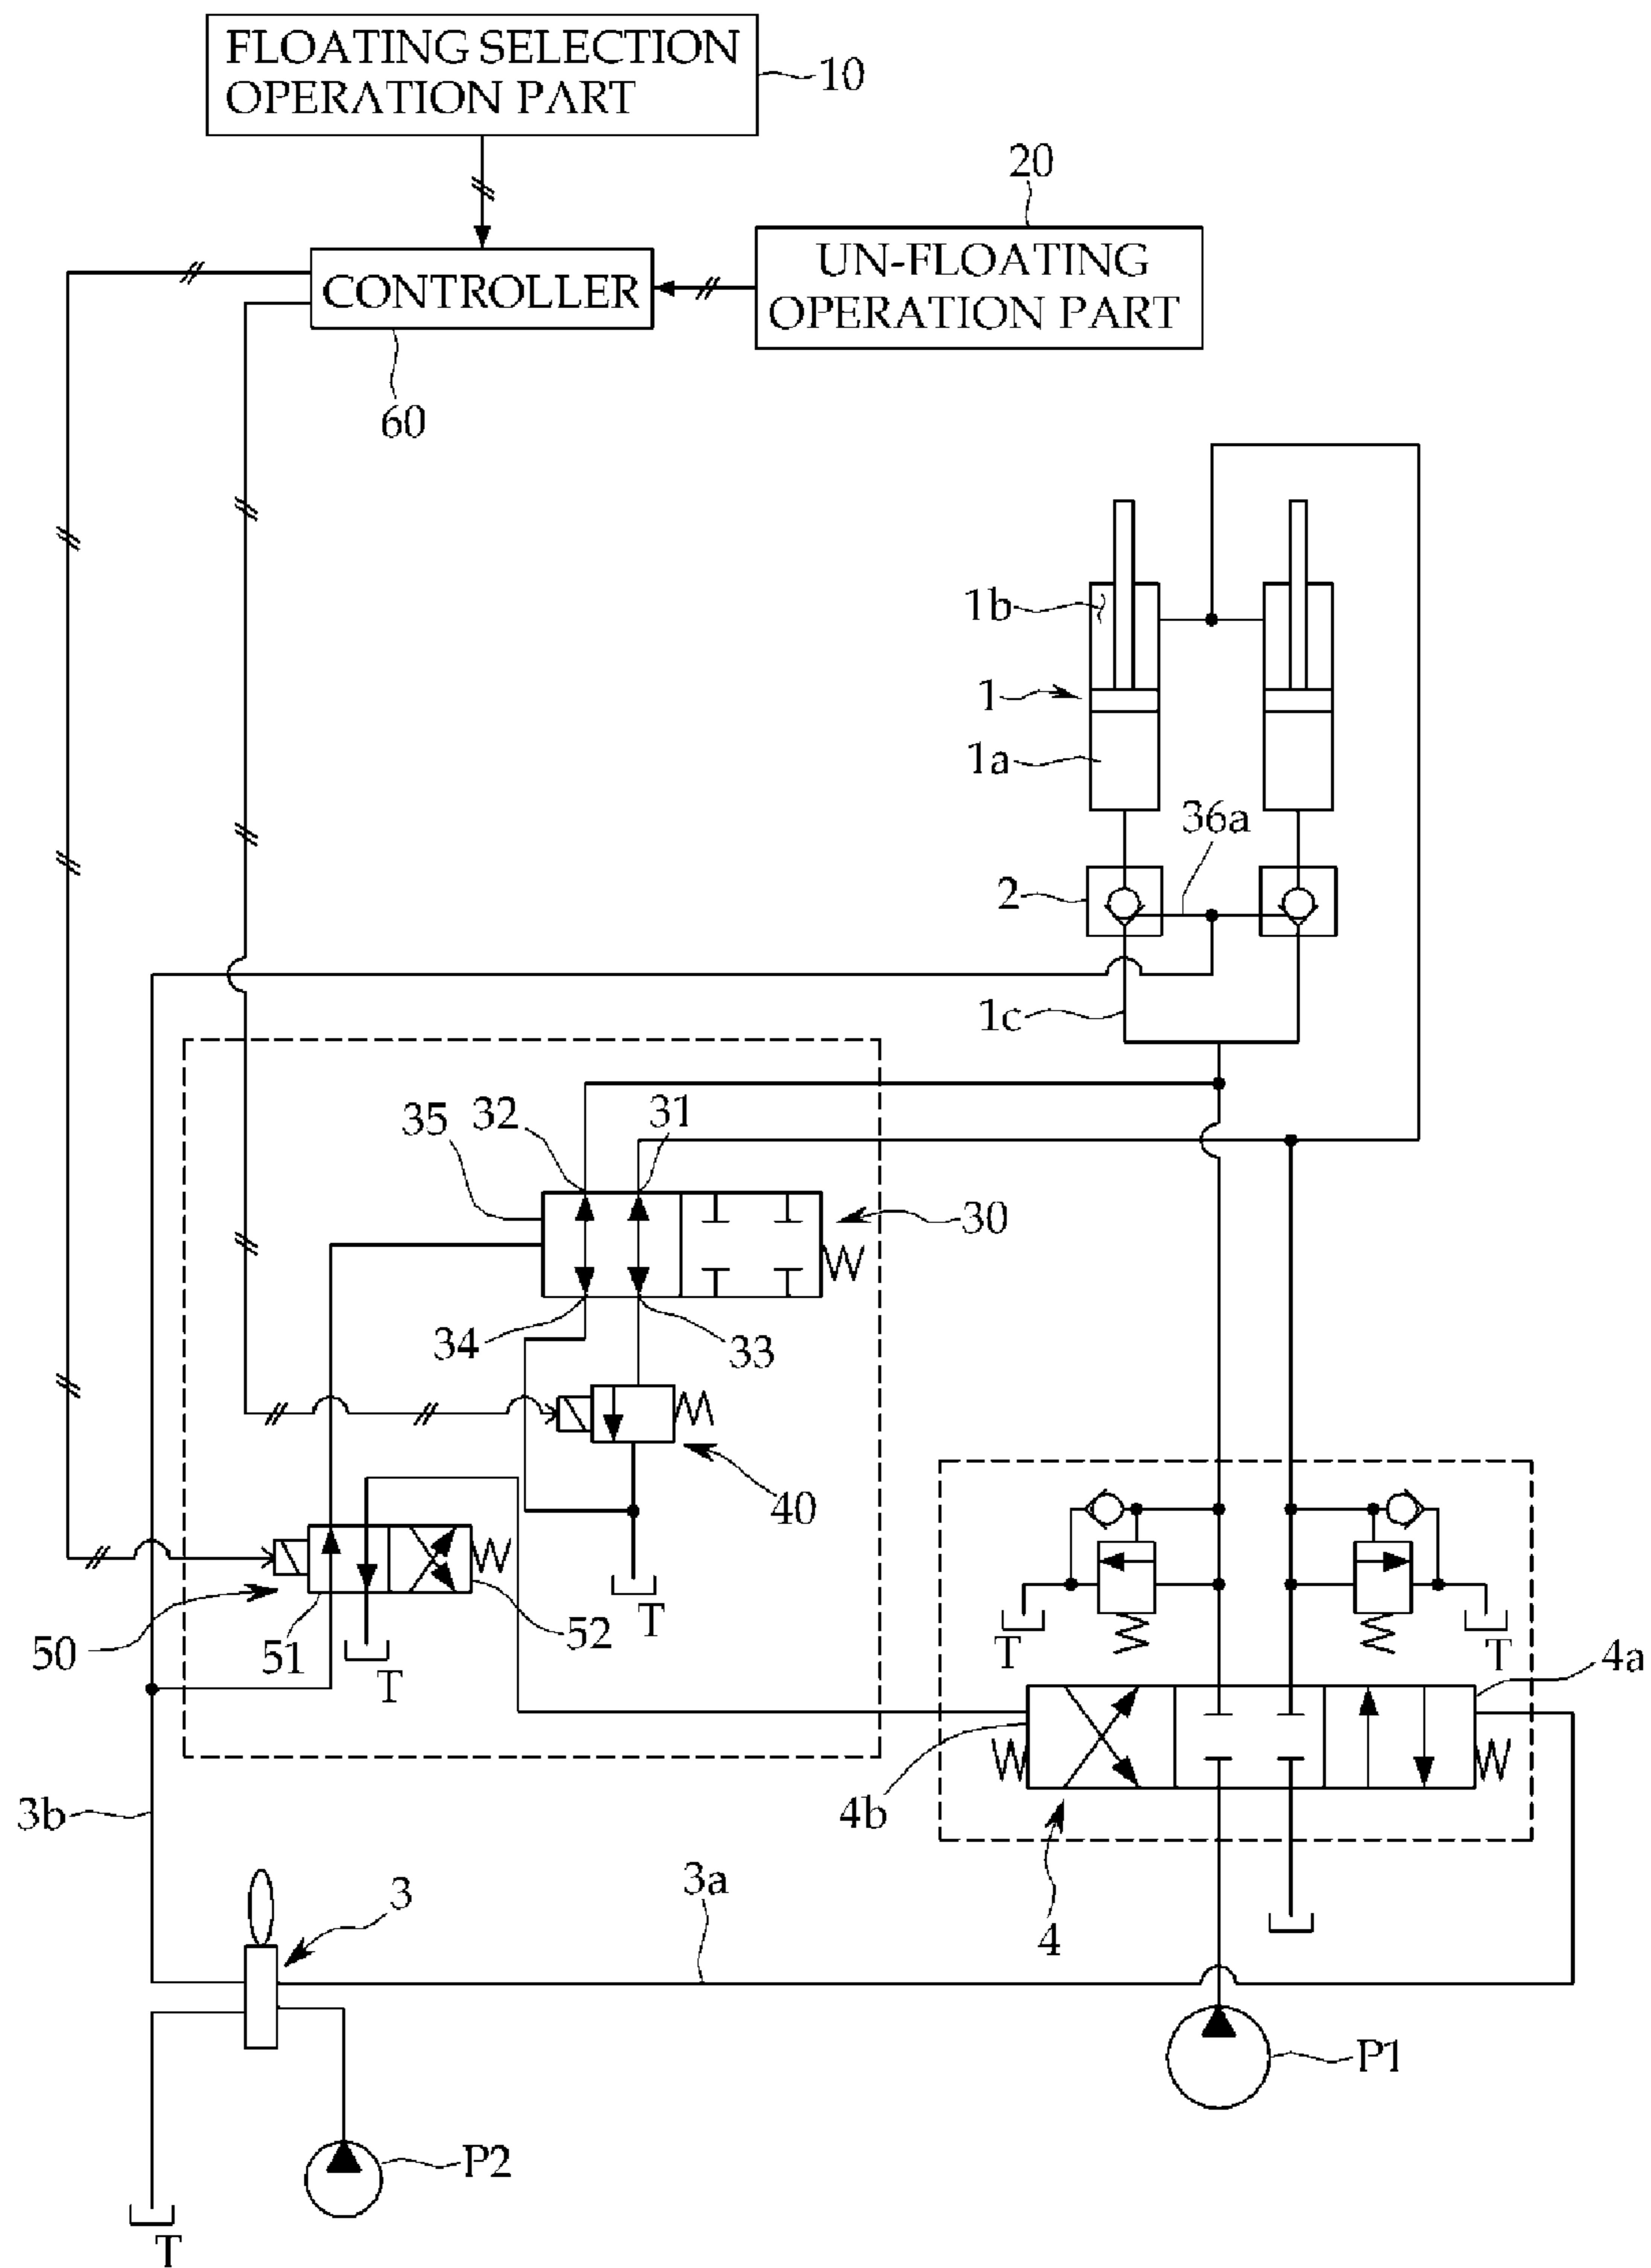 FLOATING SELECTION
OPERATION PART
10
20
UN-FLOATING
OPERATION PART
CONTROLLER
60
1b
1
1a
36a
2
1c
35
32
31
30
34
33
40
T
50
51
52
T
T
T
4a
4b
4
3b
3
3a
P1
P2
T